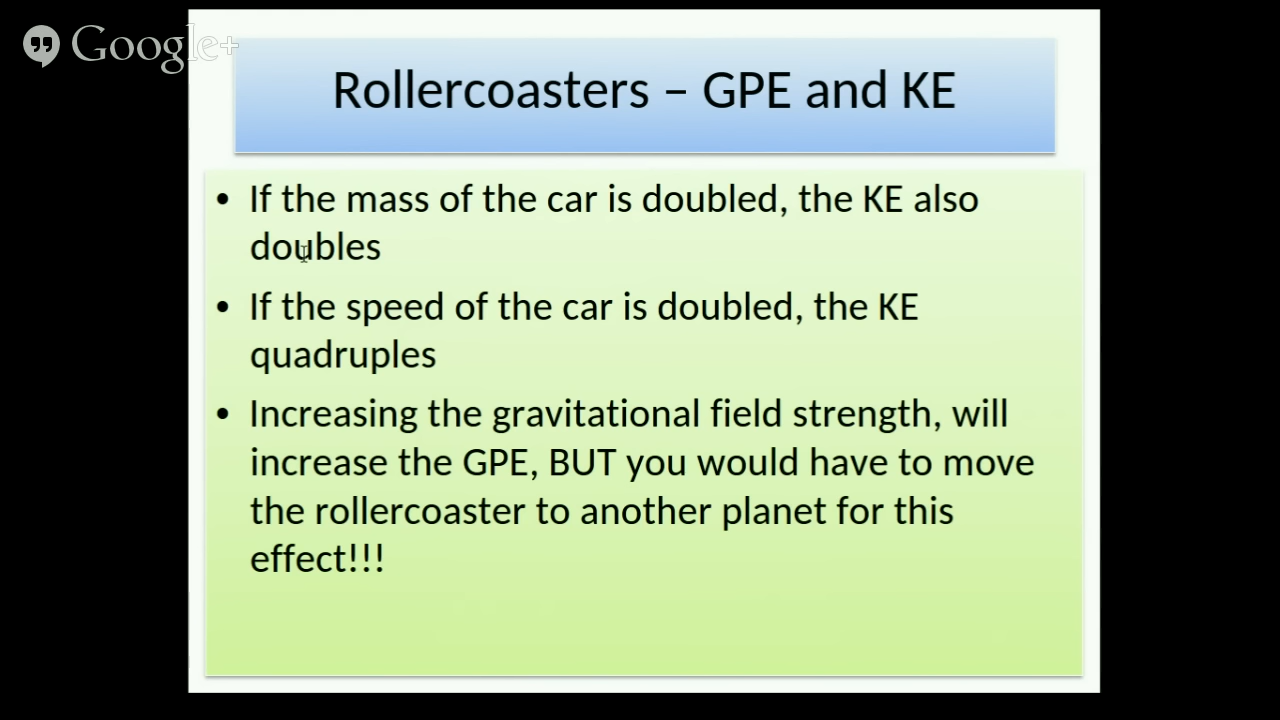 Google+
Rollercoasters – GPE and KE
• If the mass of the car is doubled, the KE also
doubles
• If the speed of the car is doubled, the KE
quadruples
• Increasing the gravitational field strength, will
increase the GPE, BUT you would have to move
the rollercoaster to another planet for this
effect!!!